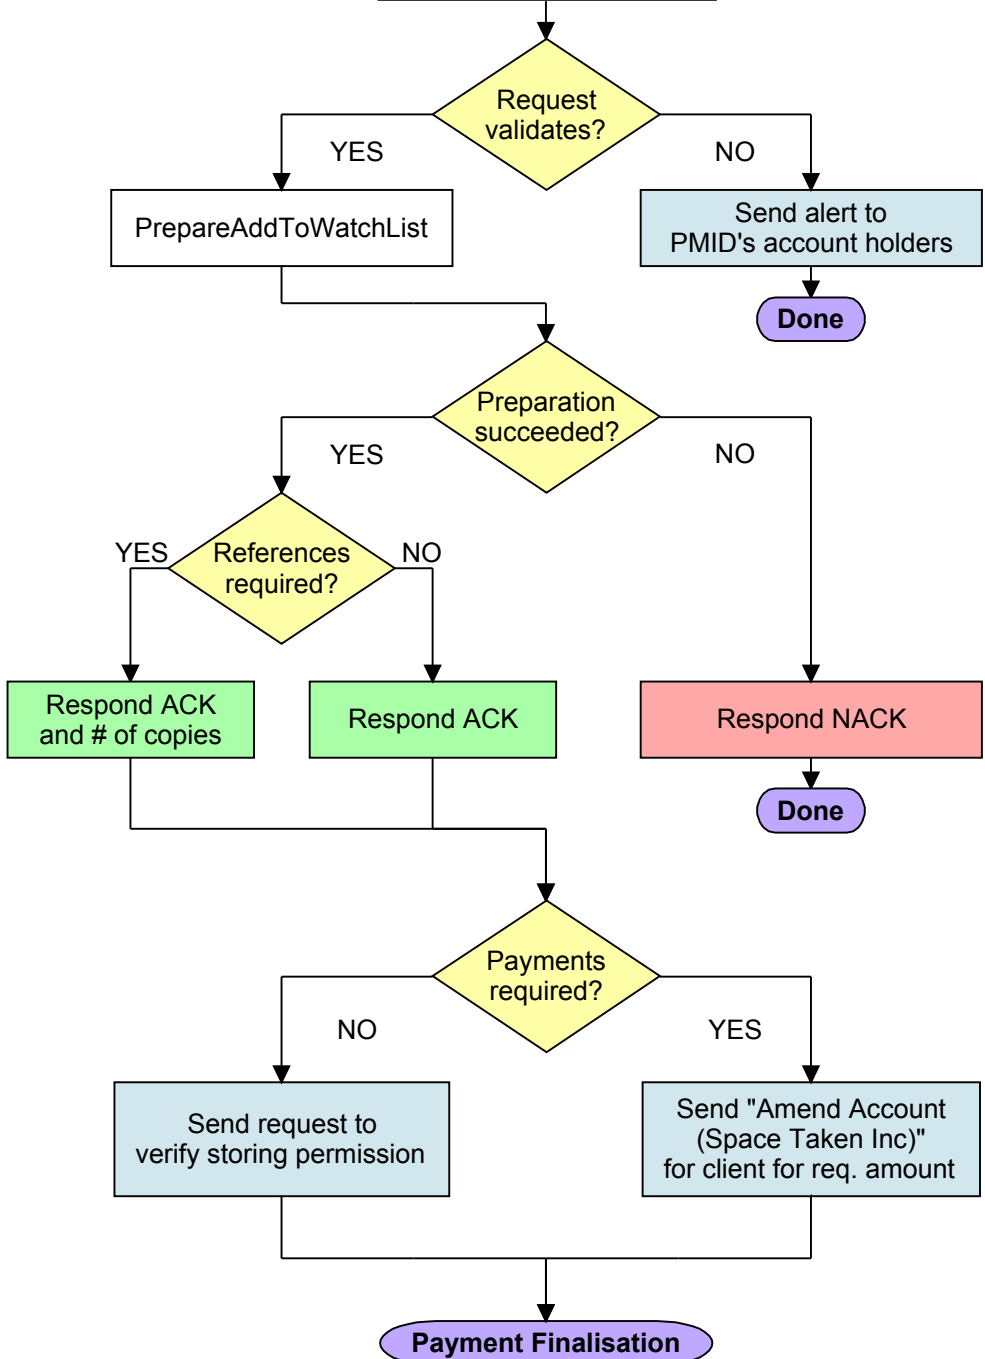 Request
validates?
YES
NO
PrepareAddToWatchList
Send alert to
PMID's account holders
Done
Preparation
succeeded?
YES
NO
References
required?
YES
NO
Respond ACK
and # of copies
Respond ACK
Respond NACK
Done
Payments
required?
NO
YES
Send request to
verify storing permission
Send "Amend Account
(Space Taken Inc)"
for client for req. amount
Payment Finalisation